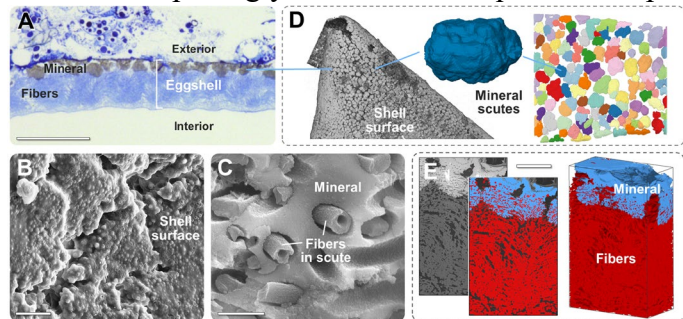 A
Exterior
Mineral
Fibers
Eggshell
Interior
D
Shell
surface
Mineral
scutes
B
Shell
surface
C
Mineral
Fibers
in scute
E
Mineral
Fibers